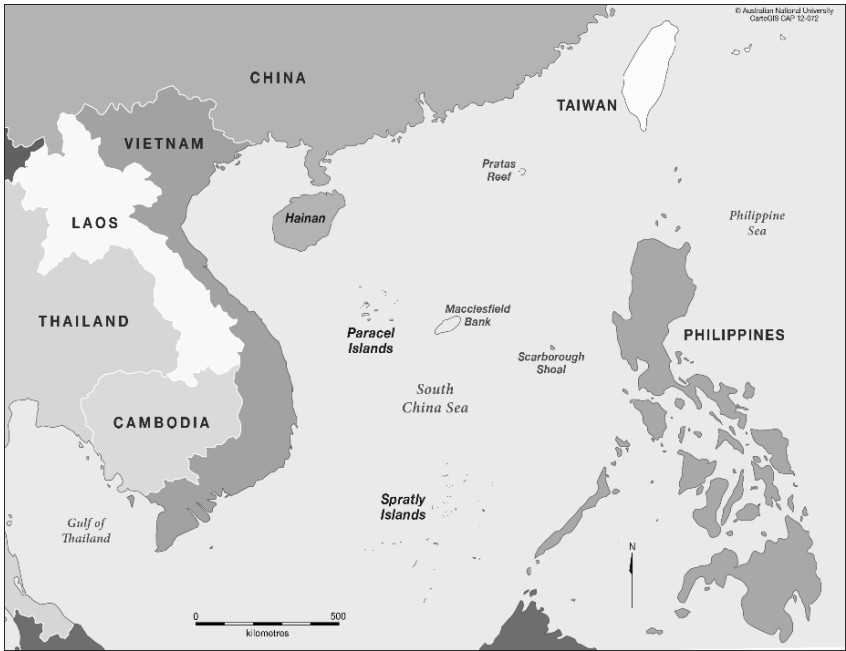 © Australian National University
CartoGIS CAP 12-072
CHINA
TAIWAN
VIETNAM
Pratas
Reef
LAOS
Hainan
Philippine
Sea
THAILAND
Macclesfield
Bank
Paracel
Islands
PHILIPPINES
Scarborough
Shoal
South
China Sea
CAMBODIA
Spratly
Islands
Gulf of
Thailand
N
0 500
kilometres